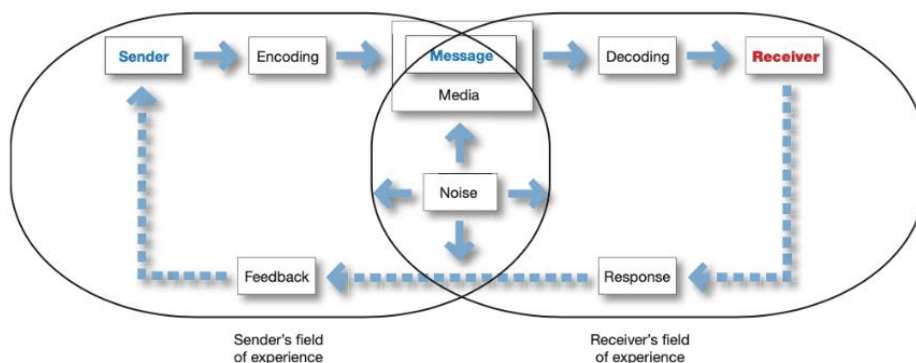 Sender
Encoding
Message
Media
Decoding
Receiver
Noise
Feedback
Response
Sender's field
of experience
Receiver's field
of experience